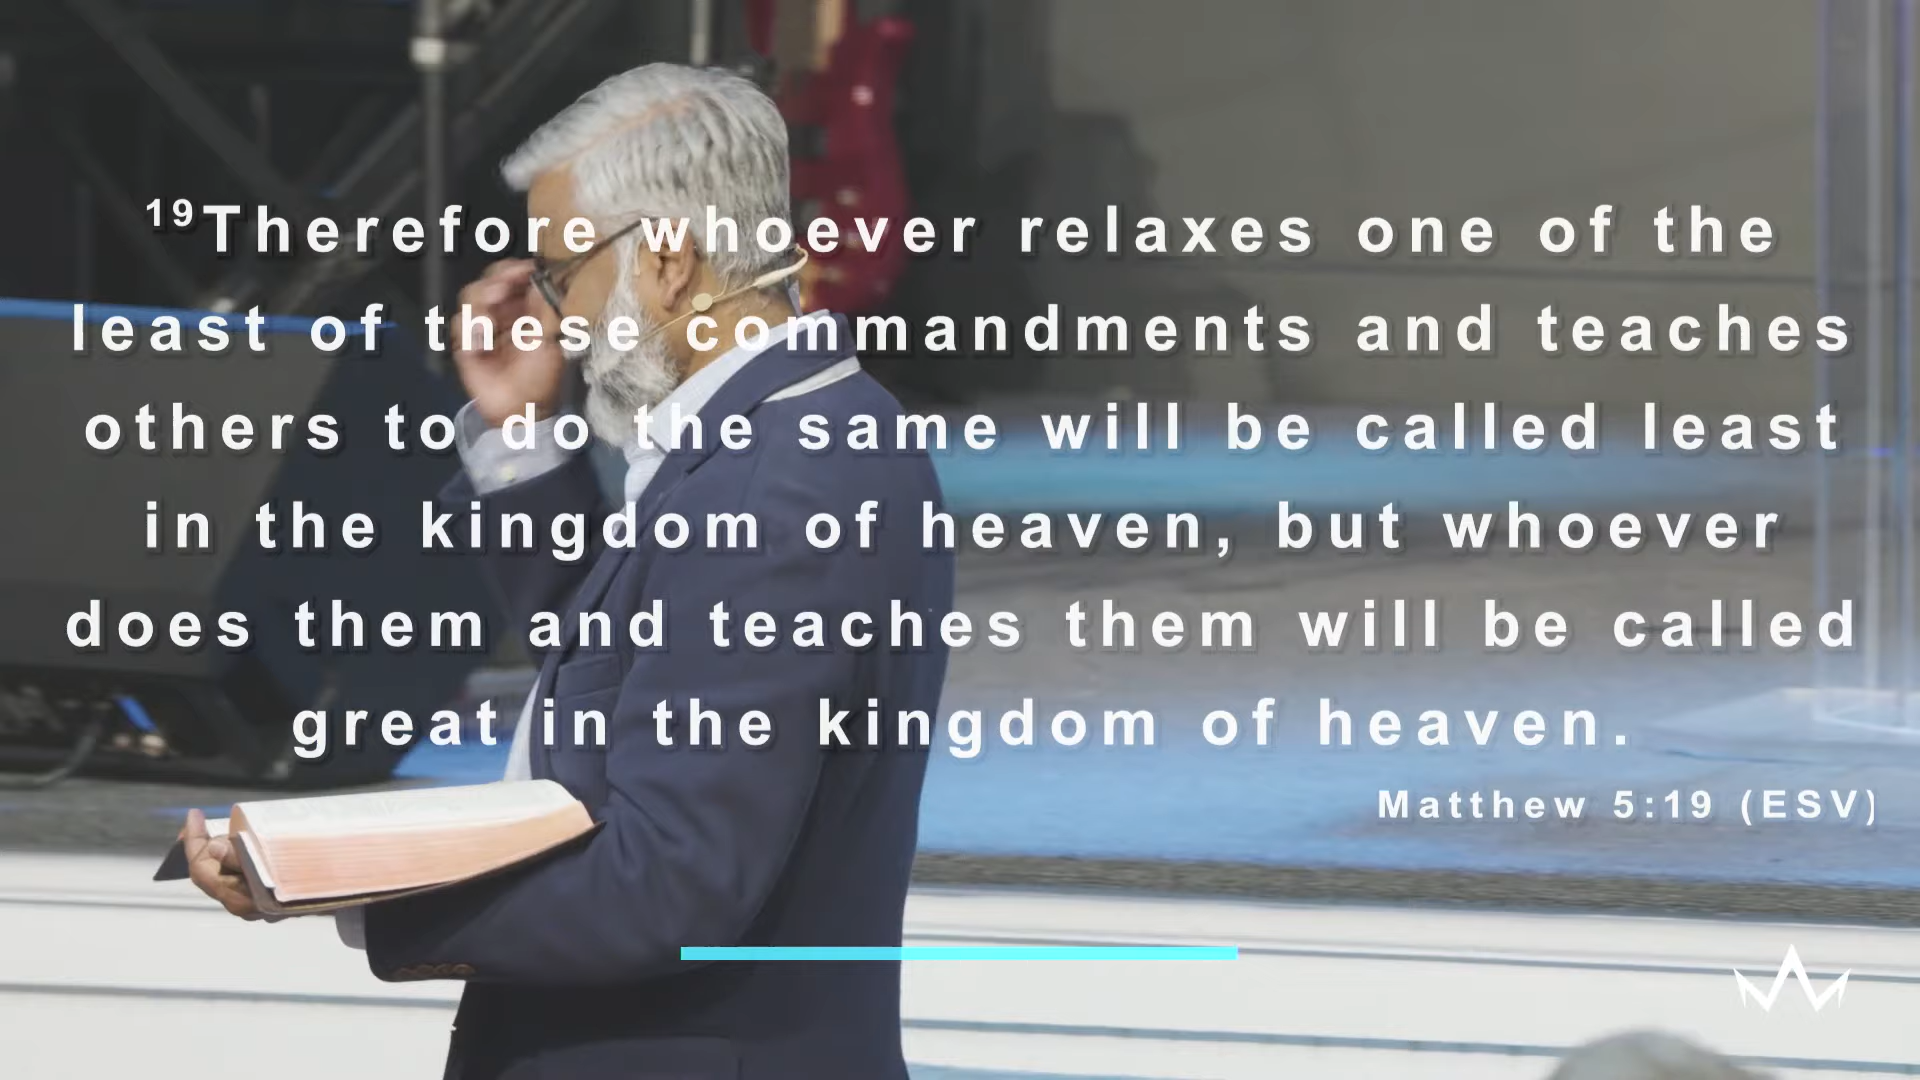 ¹⁹Therefore whoever relaxes one of the
least of these commandments and teaches
others to do the same will be called least
in the kingdom of heaven, but whoever
does them and teaches them will be called
great in the kingdom of heaven.
Matthew 5:19 (ESV)